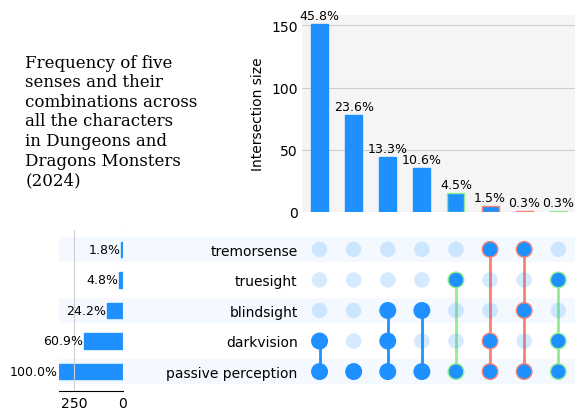 Frequency of five
senses and their
combinations across
all the characters
in Dungeons and
Dragons Monsters
(2024)
Intersection size
150
100
50
0
45.8%
23.6%
13.3%
10.6%
4.5%
1.5%
0.3%
0.3%
1.8%
tremorsense
4.8%
truesight
24.2%
blindsight
60.9%
darkvision
100.0%
passive perception
250
0